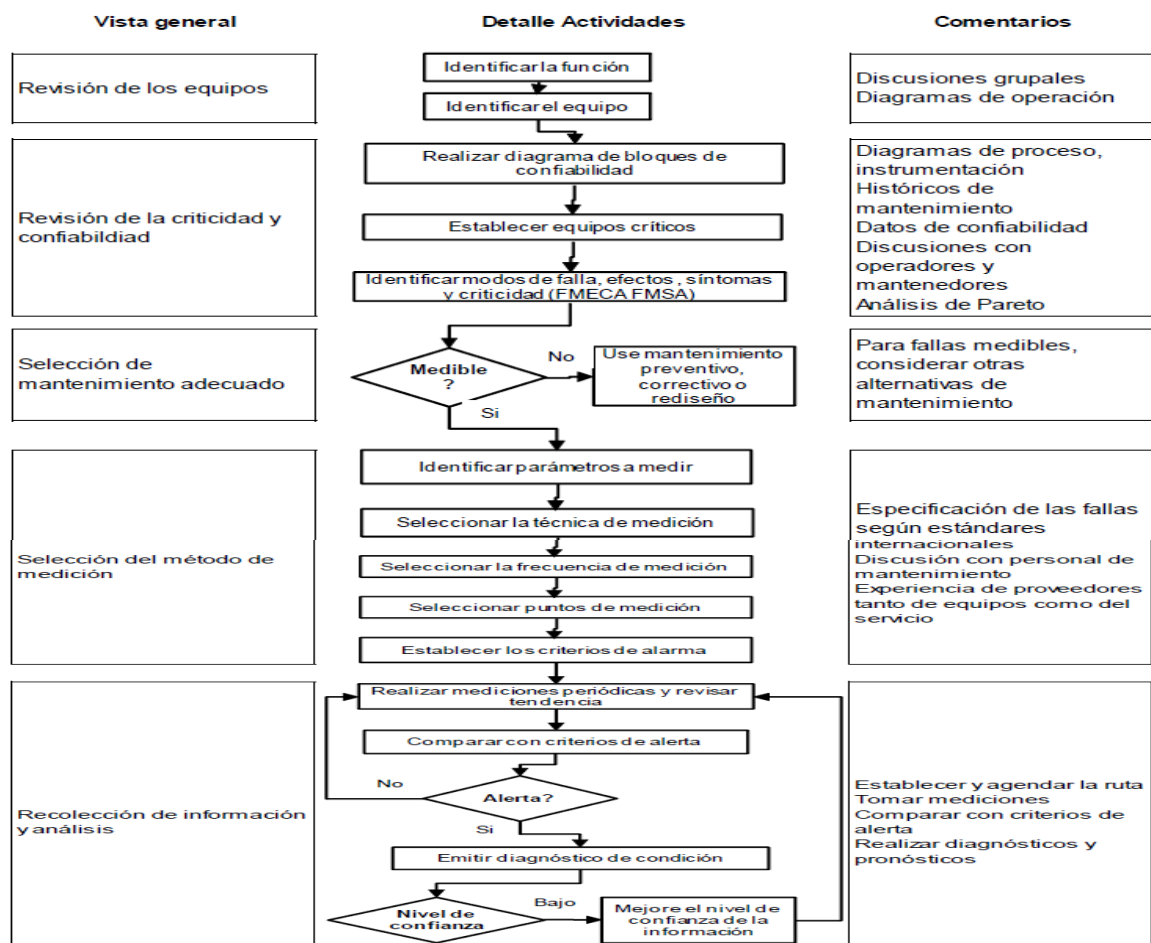 Vista general
Detalle Actividades
Comentarios
Revisión de los equipos
Identificar la función
Identificar el equipo
Discusiones grupales
Diagramas de operación
Revisión de la criticidad y
confiabildiad
Realizar diagrama de bloques de
confiabilidad
Establecer equipos críticos
Identificar modos de falla, efectos , síntomas
y criticidad (FMECA FMSA)
Diagramas de proceso,
instrumentación
Históricos de
mantenimiento
Datos de confiabilidad
Discusiones con
operadores y
mantenedores
Análisis de Pareto
Selección de
mantenimiento adecuado
Medible
?
No
Use mantenimiento
preventivo,
correctivo o
rediseño
Si
Para fallas medibles,
considerar otras
alternativas de
mantenimiento
Selección del método de
medición
Identificar parámetros a medir
Seleccionar la técnica de medición
Seleccionar la frecuencia de medición
Seleccionar puntos de medición
Establecer los criterios de alarma
Especificación de las fallas
según estándares
internacionales
Discusión con personal de
mantenimiento
Experiencia de proveedores
tanto de equipos como del
servicio
Recolección de información
y análisis
Realizar mediciones periódicas y revisar
tendencia
Comparar con criterios de alerta
No
Alerta?
Si
Emitir diagnóstico de condición
Nivel de
confianza
Bajo
Mejore el nivel de
confianza de la
información
Establecer y agendar la ruta
Tomar mediciones
Comparar con criterios de
alerta
Realizar diagnósticos y
pronósticos